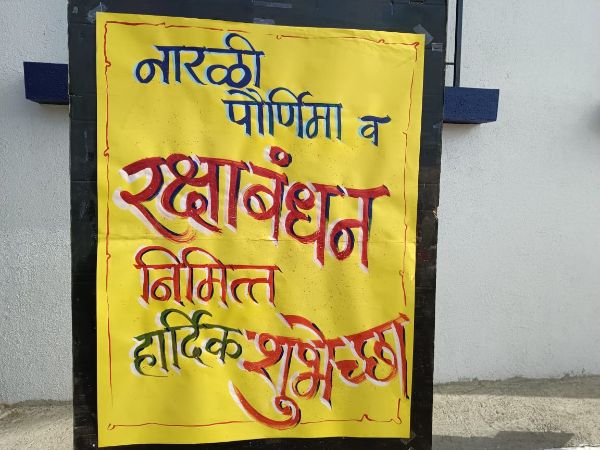 नारळी
पौर्णिमा व
रक्षाबंधन
निमित्त
हार्दिक शुभेच्छा